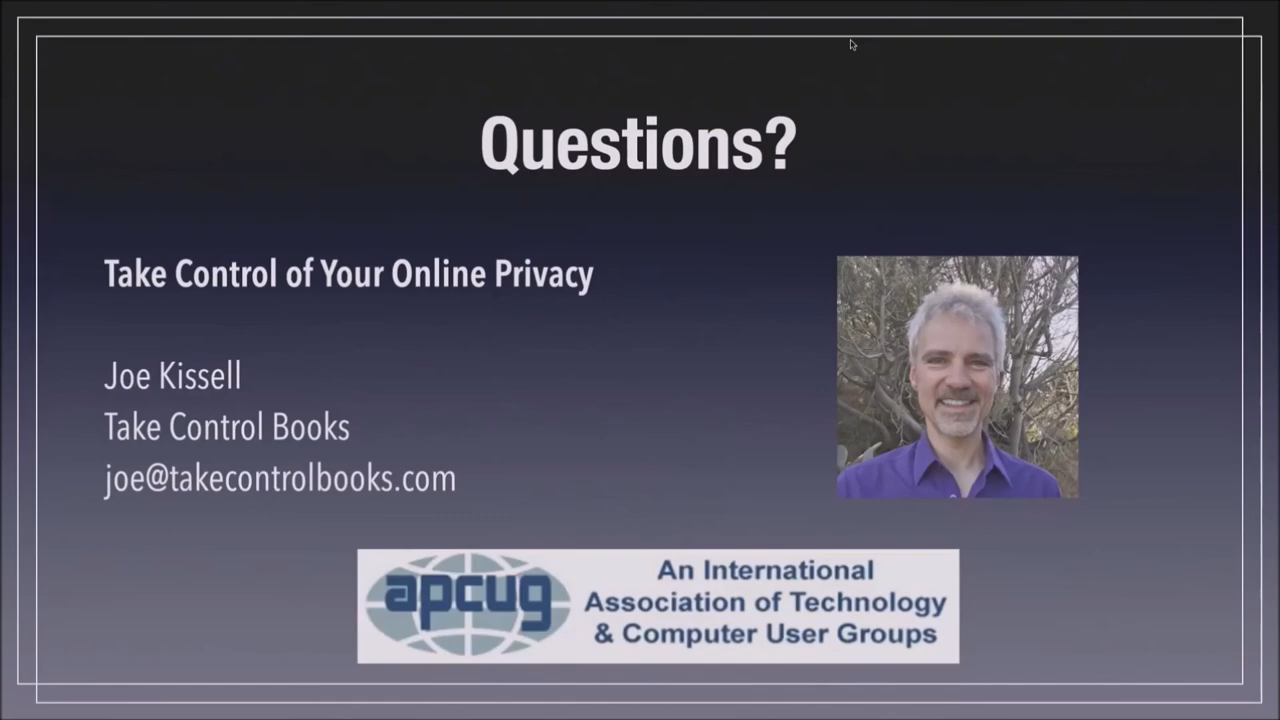 Questions?
Take Control of Your Online Privacy
Joe Kissell
Take Control Books
joe@takecontrolbooks.com
apcug
An International
Association of Technology
& Computer User Groups